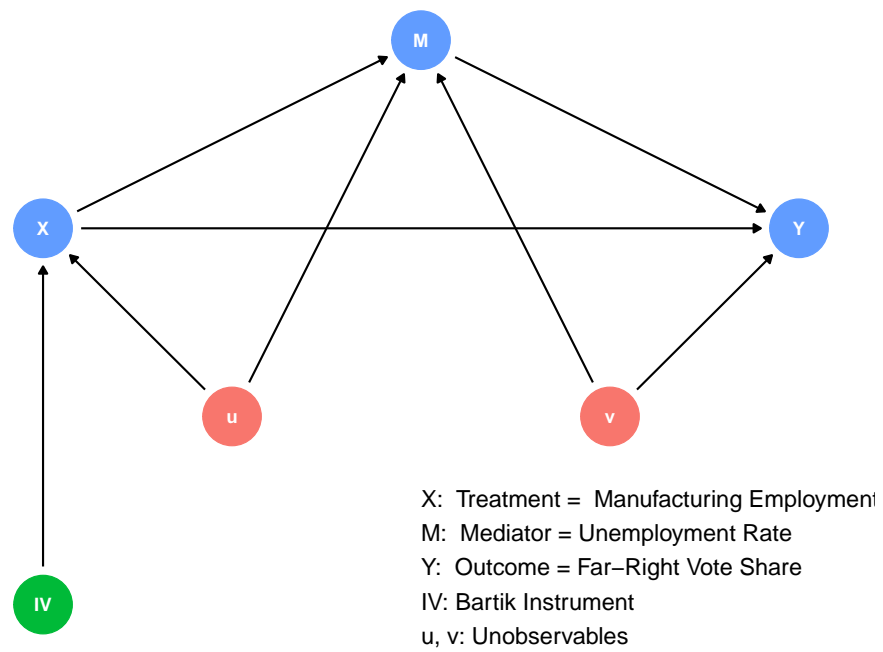 M
X
Y
u
v
X:  Treatment =  Manufacturing Employment
M:  Mediator = Unemployment Rate
Y:  Outcome = Far−Right Vote Share
IV
IV: Bartik Instrument
u, v: Unobservables